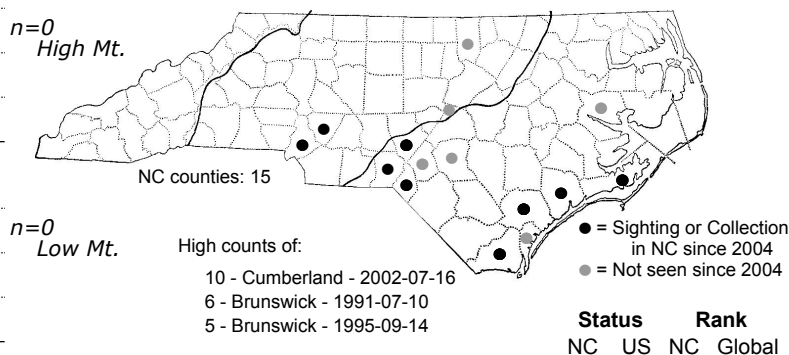 n=0
High Mt.
NC counties: 15
n=0
Low Mt.
High counts of:
10 - Cumberland - 2002-07-16
6 - Brunswick - 1991-07-10
5 - Brunswick - 1995-09-14
= Sighting or Collection
in NC since 2004
= Not seen since 2004
Status Rank
NC US NC Global